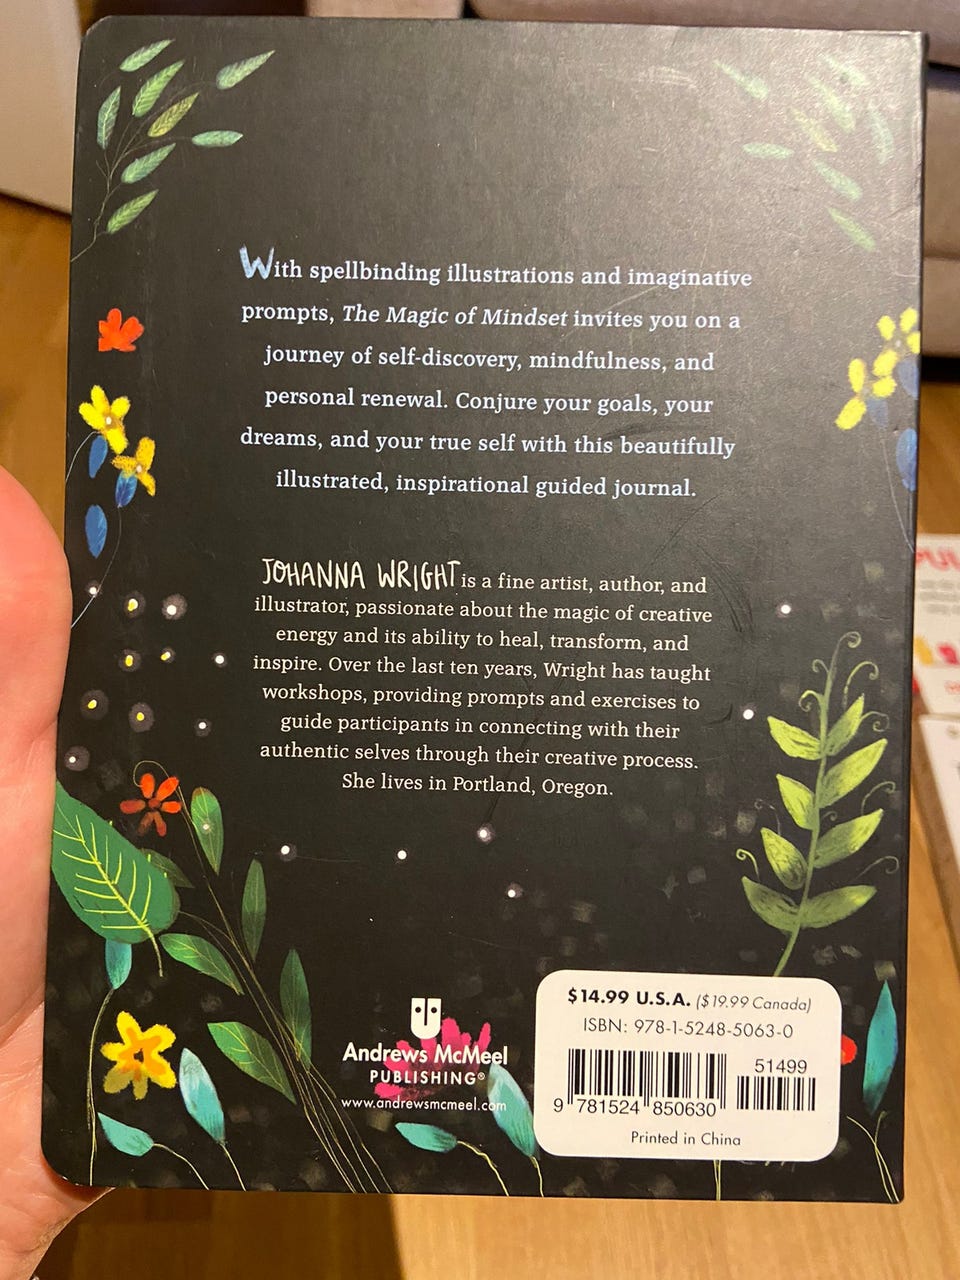 With spellbinding illustrations and imaginative
prompts, The Magic of Mindset invites you on a
journey of self-discovery, mindfulness, and
personal renewal. Conjure your goals, your
dreams, and your true self with this beautifully
illustrated, inspirational guided journal.
JOHANNA WRIGHT is a fine artist, author, and
illustrator, passionate about the magic of creative
energy and its ability to heal, transform, and
inspire. Over the last ten years, Wright has taught
workshops, providing prompts and exercises to
guide participants in connecting with their
authentic selves through their creative process.
She lives in Portland, Oregon.
Andrews McMeel
PUBLISHING®
www.andrewsmcmeel.com
$14.99 U.S.A. ($19.99 Canada)
ISBN: 978-1-5248-5063-0
51499
9 781524 850630
Printed in China